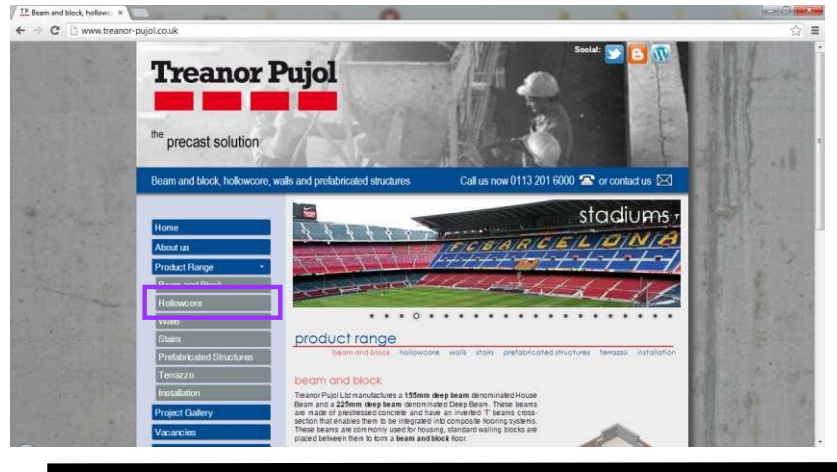 T.P. Beam and block, hollowc
www.treanor-pujol.co.uk
Social:
Treanor Pujol
the precast solution
Beam and block, hollowcore, walls and prefabricated structures
Call us now 0113 201 6000 or contact us
Home
About us
Product Range
Beam and Block
Hollowcore
Walls
Stairs
Prefabricated Structures
Terrazzo
Installation
Project Gallery
Vacancies
stadiums
FC BARCELONA
product range
beam and block hollowcore walls stairs prefabricated structures terrazzo installation
beam and block
Treanor Pujol Ltd manufactures a 155mm deep beam denominated House
Beam and a 225mm deep beam denominated Deep Beam. These beams
are made of prestressed concrete and have an inverted 'T' beams cross-
section that enables them to be integrated into composite flooring systems.
These beams are commonly used for housing, standard walling blocks are
placed between them to form a beam and block floor.